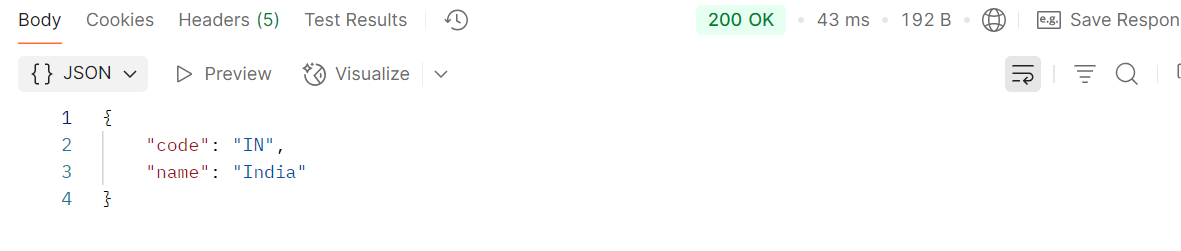 Body Cookies Headers (5) Test Results 200 OK 43 ms 192 B e.g. Save Respon
{} JSON Preview Visualize
1 {
2 "code": "IN",
3 "name": "India"
4 }